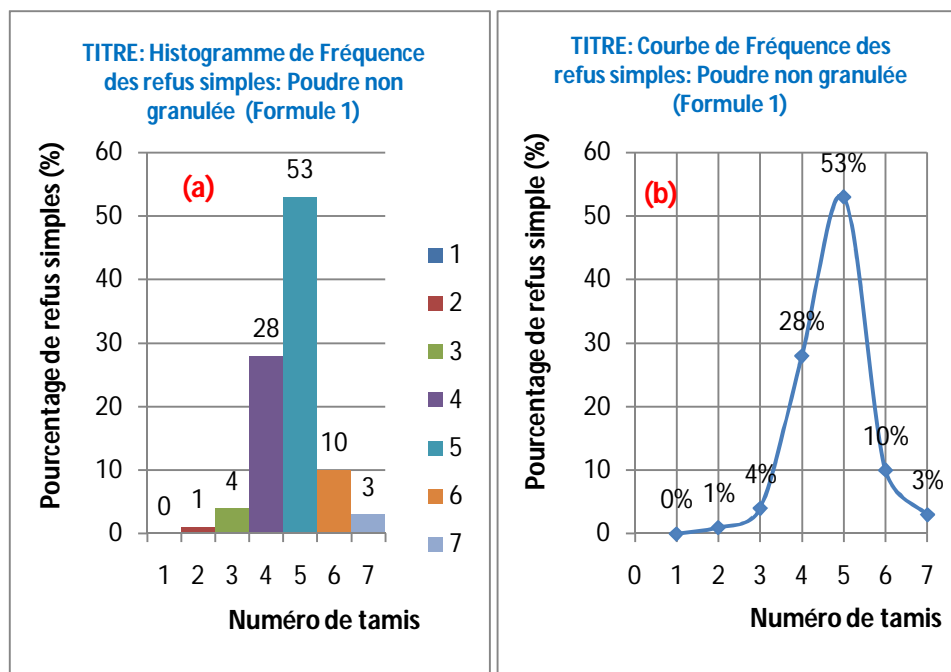 TITRE: Histogramme de Fréquence
des refus simples: Poudre non
granulée (Formule 1)
Pourcentage de refus simples (%)
60
50
40
30
20
10
0
(a)
0
1
4
28
53
10
3
1
2
3
4
5
6
7
1 2 3 4 5 6 7
Numéro de tamis
TITRE: Courbe de Fréquence des
refus simples: Poudre non granulée
(Formule 1)
Pourcentage de refus simple (%)
60
50
40
30
20
10
0
(b)
0%
1%
4%
28%
53%
10%
3%
0 1 2 3 4 5 6 7
Numéro de tamis